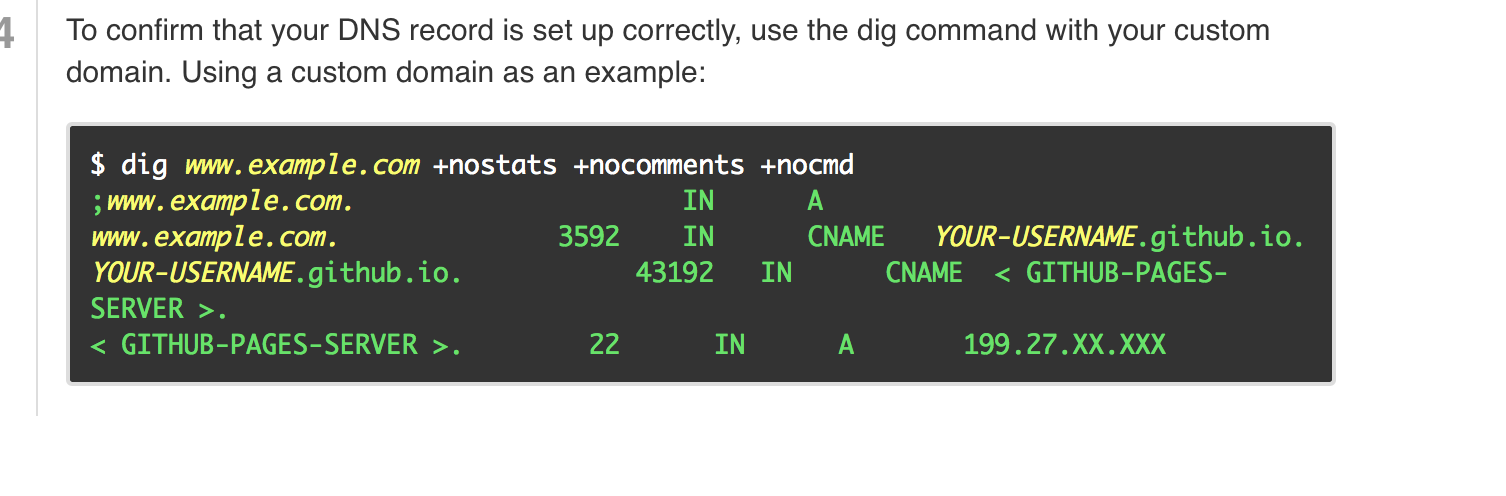 4
To confirm that your DNS record is set up correctly, use the dig command with your custom
domain. Using a custom domain as an example:
$ dig www.example.com +nostats +nocomments +nocmd
;www.example.com. IN A
www.example.com. 3592 IN CNAME YOUR-USERNAME.github.io.
YOUR-USERNAME.github.io. 43192 IN CNAME < GITHUB-PAGES-
SERVER >.
< GITHUB-PAGES-SERVER >. 22 IN A 199.27.XX.XXX